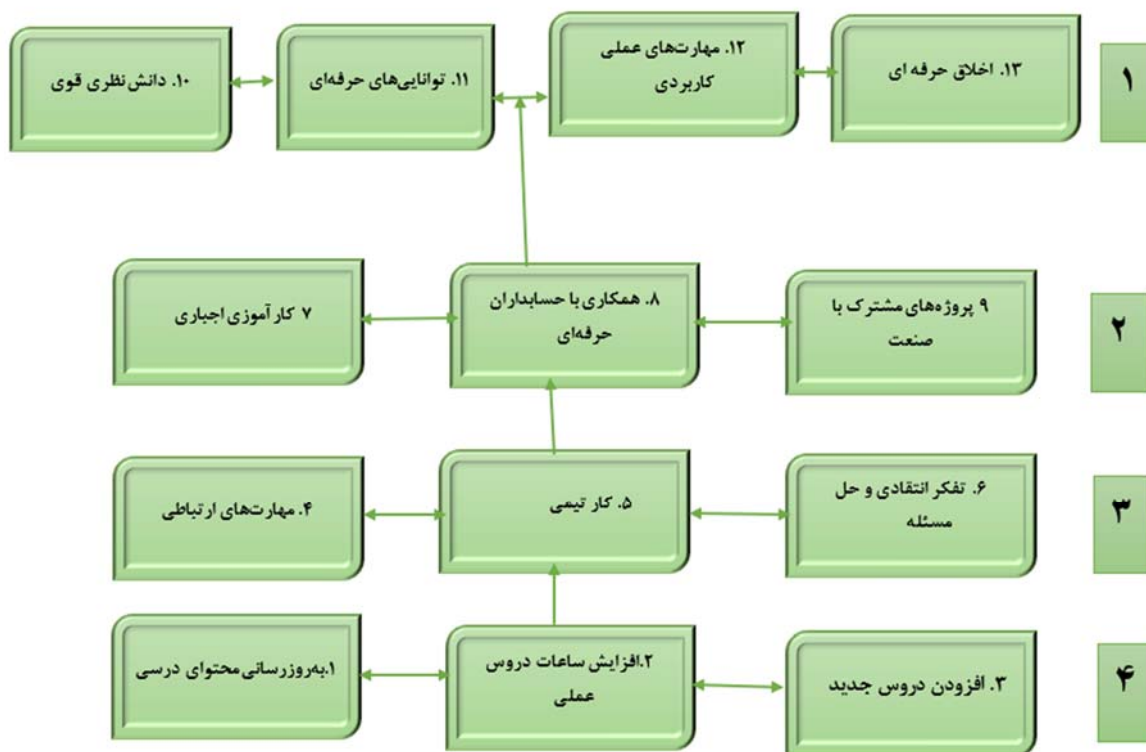 ۱
۱۳. اخلاق حرفه ای
۱۲. مهارت‌های عملی
کاربردی
۱۱. توانایی‌های حرفه‌ای
۱۰. دانش نظری قوی
۲
۹ پروژه‌های مشترک با
صنعت
۸. همکاری با حسابداران
حرفه‌ای
۷ کارآموزی اجباری
۳
۶. تفکر انتقادی و حل
مسئله
۵. کار تیمی
۴. مهارت‌های ارتباطی
۴
۳. افزودن دروس جدید
۲.افزایش ساعات دروس
عملی
۱.به‌روزرسانی محتوای درسی